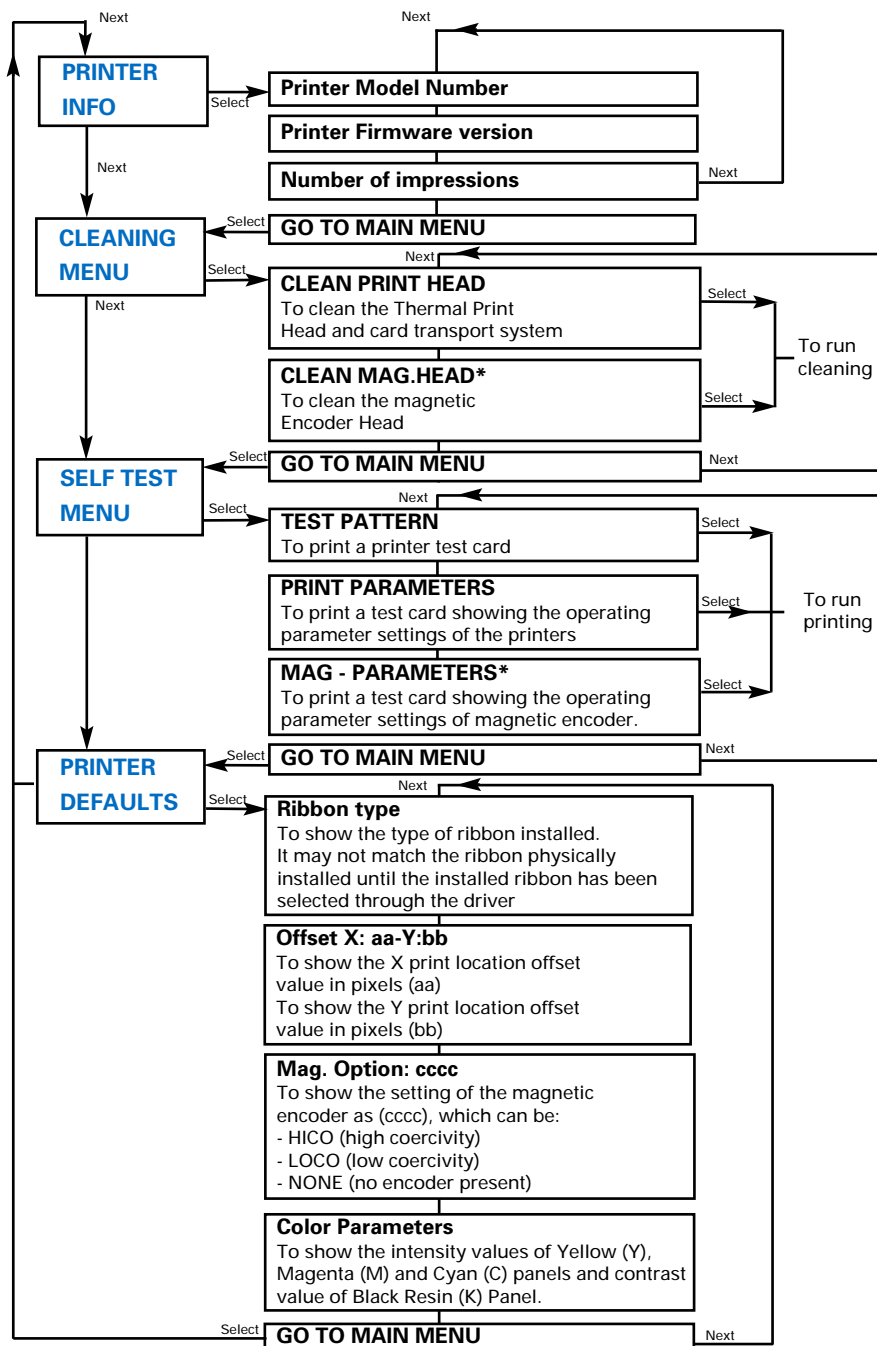 Next
Next
PRINTER
INFO
Select
Printer Model Number
Printer Firmware version
Next
Number of impressions
Next
Select
GO TO MAIN MENU
CLEANING
MENU
Next
Select
CLEAN PRINT HEAD
To clean the Thermal Print
Head and card transport system
Select
Next
To run
cleaning
CLEAN MAG.HEAD*
To clean the magnetic
Encoder Head
Select
Select
GO TO MAIN MENU
Next
SELF TEST
MENU
Next
Select
TEST PATTERN
To print a printer test card
Select
PRINT PARAMETERS
To print a test card showing the operating
parameter settings of the printers
Select
To run
printing
MAG - PARAMETERS*
To print a test card showing the operating
parameter settings of magnetic encoder.
Select
Select
GO TO MAIN MENU
Next
PRINTER
DEFAULTS
Next
Select
Ribbon type
To show the type of ribbon installed.
It may not match the ribbon physically
installed until the installed ribbon has been
selected through the driver
Offset X: aa-Y:bb
To show the X print location offset
value in pixels (aa)
To show the Y print location offset
value in pixels (bb)
Mag. Option: cccc
To show the setting of the magnetic
encoder as (cccc), which can be:
- HICO (high coercivity)
- LOCO (low coercivity)
- NONE (no encoder present)
Color Parameters
To show the intensity values of Yellow (Y),
Magenta (M) and Cyan (C) panels and contrast
value of Black Resin (K) Panel.
Select
GO TO MAIN MENU
Next